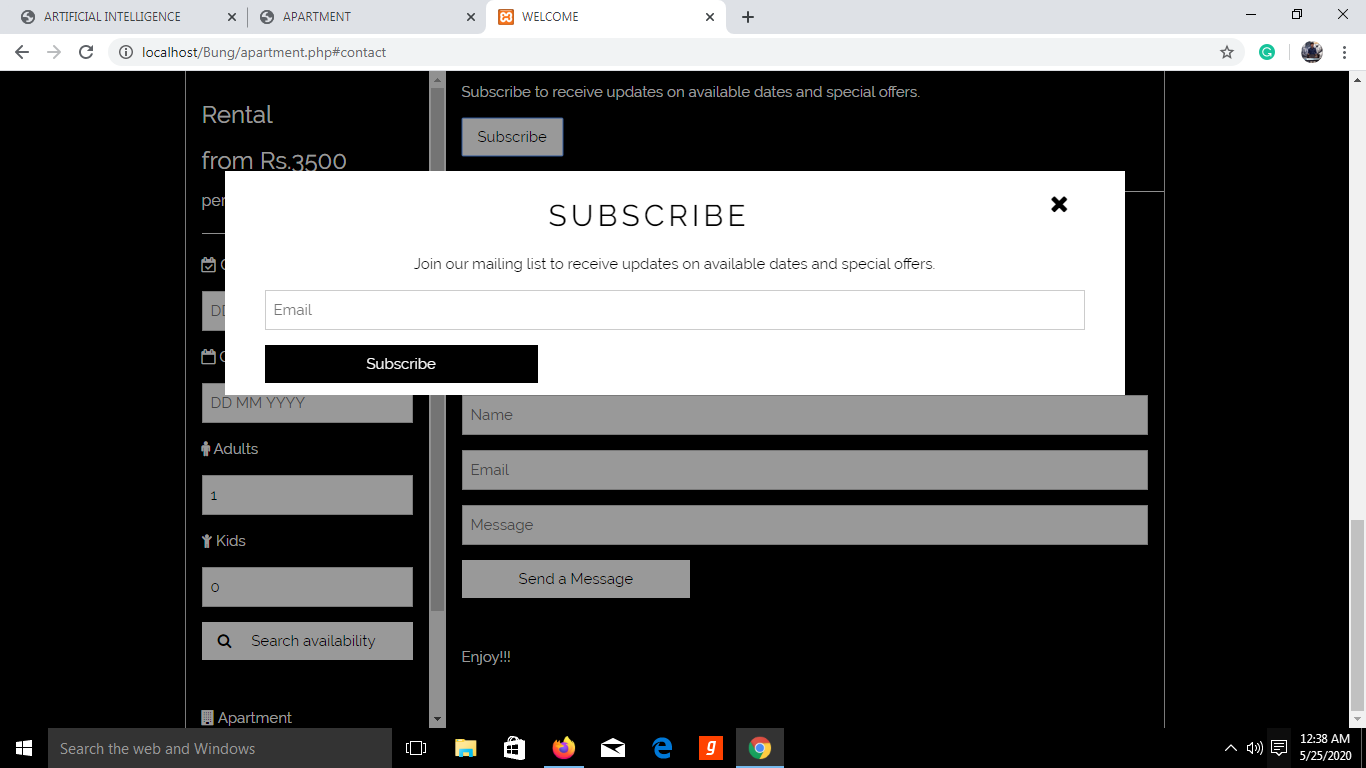 ARTIFICIAL INTELLIGENCE
APARTMENT
WELCOME
localhost/Bung/apartment.php#contact
Rental
from Rs.3500
per
DD MM YYYY
Adults
1
Kids
0
Search availability
Apartment
Subscribe to receive updates on available dates and special offers.
Subscribe
SUBSCRIBE
Join our mailing list to receive updates on available dates and special offers.
Email
Subscribe
Name
Email
Message
Send a Message
Enjoy!!!
Search the web and Windows
12:38 AM
5/25/2020